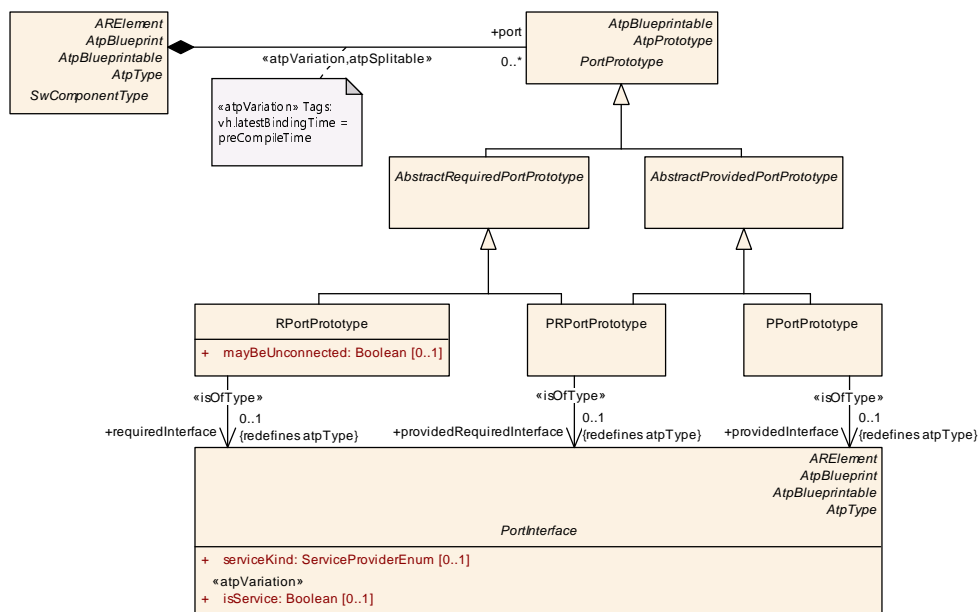 ARElement
AtpBlueprint
AtpBlueprintable
AtpType
SwComponentType
+port
«atpVariation,atpSplitable»
0..*
AtpBlueprintable
AtpPrototype
PortPrototype
«atpVariation» Tags:
vh.latestBindingTime =
preCompileTime
AbstractRequiredPortPrototype
AbstractProvidedPortPrototype
RPortPrototype
+ mayBeUnconnected: Boolean [0..1]
PRPortPrototype
PPortPrototype
«isOfType»
0..1
+requiredInterface
{redefines atpType}
«isOfType»
0..1
+providedRequiredInterface
{redefines atpType}
«isOfType»
0..1
+providedInterface
{redefines atpType}
ARElement
AtpBlueprint
AtpBlueprintable
AtpType
PortInterface
+ serviceKind: ServiceProviderEnum [0..1]
«atpVariation»
+ isService: Boolean [0..1]